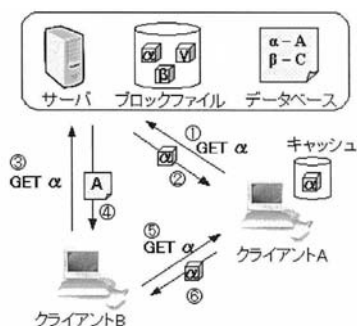 α
γ
β
α – A
β – C
サーバ
ブロックファイル
データベース
①
GET α
キャッシュ
③
GET α
α
②
α
A
④
⑤
GET α
クライアントA
α
⑥
クライアントB